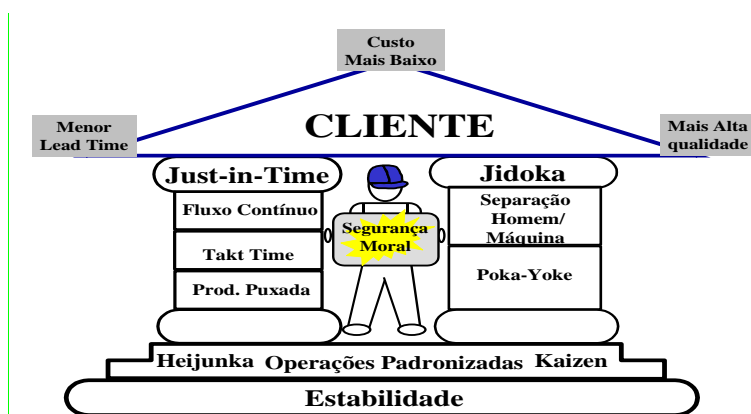 Custo
Mais Baixo
Menor
Lead Time
CLIENTE
Mais Alta
qualidade
Just-in-Time
Jidoka
Fluxo Contínuo
Takt Time
Prod. Puxada
Segurança
Moral
Separação
Homem/
Máquina
Poka-Yoke
Heijunka Operações Padronizadas Kaizen
Estabilidade